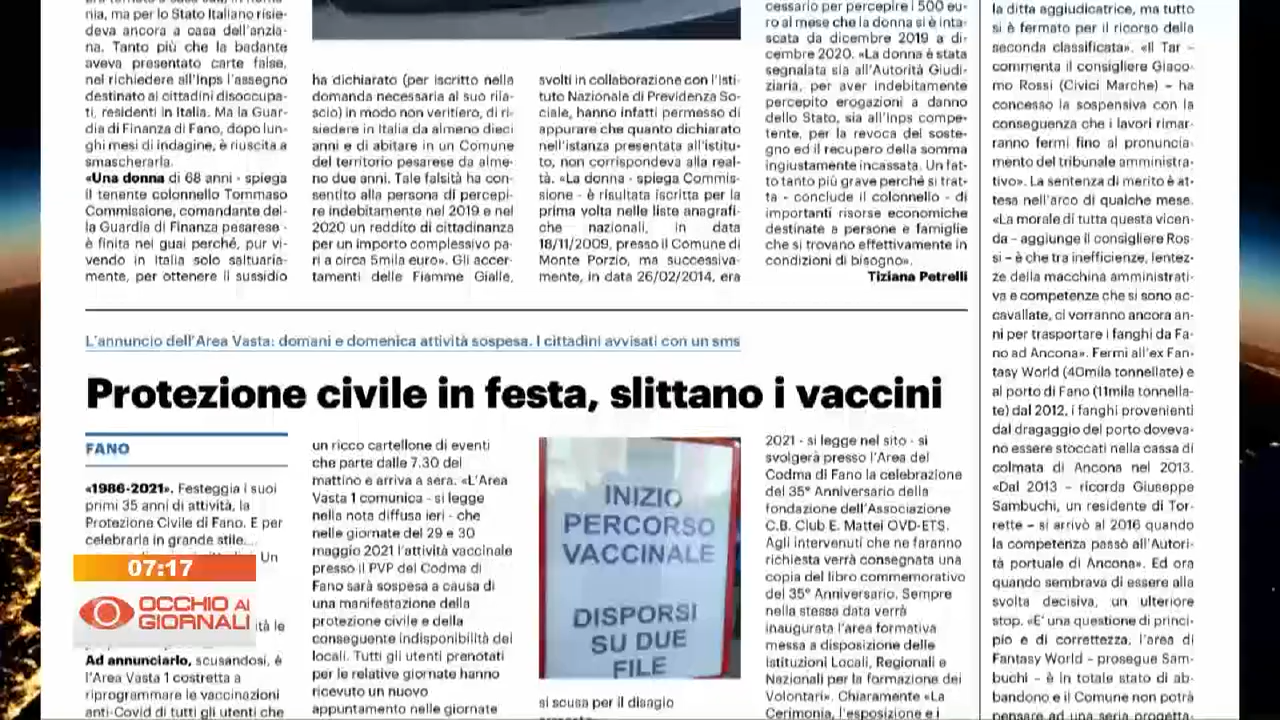 nia, ma per lo Stato Italiano risie-
deva ancora a casa dell'anzia-
na. Tanto più che la badante
aveva presentato carte false,
nel richiedere all'Inps l'assegno
destinato ai cittadini disoccupa-
ti, residenti in Italia. Ma la Guar-
dia di Finanza di Fano, dopo lun-
ghi mesi di indagine, è riuscita a
smascherarla.
«Una donna di 68 anni - spiega
il tenente colonnello Tommaso
Commissione, comandante del-
la Guardia di Finanza pesarese -
è finita nei guai perché, pur vi-
vendo in Italia solo saltuaria-
mente, per ottenere il sussidio
ha dichiarato (per iscritto nella
domanda necessaria al suo rila-
scio) in modo non veritiero, di ri-
siedere in Italia da almeno dieci
anni e di abitare in un Comune
del territorio pesarese da alme-
no due anni. Tale falsità ha con-
sentito alla persona di percepi-
re indebitamente nel 2019 e nel
2020 un reddito di cittadinanza
per un importo complessivo pa-
ri a circa 5mila euro». Gli accer-
tamenti delle Fiamme Gialle,
svolti in collaborazione con l'Isti-
tuto Nazionale di Previdenza So-
ciale, hanno infatti permesso di
appurare che quanto dichiarato
nell'istanza presentata all'istitu-
to, non corrispondeva alla real-
tà. «La donna - spiega Commis-
sione - è risultata iscritta per la
prima volta nelle liste anagrafi-
che nazionali, in data
18/11/2009, presso il Comune di
Monte Porzio, ma successiva-
mente, in data 26/02/2014, era
cessario per percepire i 500 eu-
ro al mese che la donna si è inta-
scata da dicembre 2019 a di-
cembre 2020. «La donna è stata
segnalata sia all'Autorità Giudi-
ziaria, per aver indebitamente
percepito erogazioni a danno
dello Stato, sia all'Inps compe-
tente, per la revoca del soste-
gno ed il recupero della somma
ingiustamente incassata. Un fat-
to tanto più grave perché si trat-
ta - conclude il colonnello - di
importanti risorse economiche
destinate a persone e famiglie
che si trovano effettivamente in
condizioni di bisogno».
Tiziana Petrelli
la ditta aggiudicatrice, ma tutto
si è fermato per il ricorso della
seconda classificata». «Il Tar –
commenta il consigliere Giaco-
mo Rossi (Civici Marche) – ha
concesso la sospensiva con la
conseguenza che i lavori rimar-
ranno fermi fino al pronuncia-
mento del tribunale amministra-
tivo». La sentenza di merito è at-
tesa nell'arco di qualche mese.
«La morale di tutta questa vicen-
da – aggiunge il consigliere Ros-
si – è che tra inefficienze, lentez-
ze della macchina amministrati-
va e competenze che si sono ac-
cavallate, ci vorranno ancora an-
ni per trasportare i fanghi da Fa-
no ad Ancona». Fermi all'ex Fan-
tasy World (40mila tonnellate) e
al porto di Fano (11mila tonnella-
te) dal 2012, i fanghi provenienti
dal dragaggio del porto doveva-
no essere stoccati nella cassa di
colmata di Ancona nel 2013.
«Dal 2013 – ricorda Giuseppe
Sambuchi, un residente di Tor-
rette – si arrivò al 2016 quando
la competenza passò all'Autori-
tà portuale di Ancona». Ed ora
quando sembrava di essere alla
svolta decisiva, un ulteriore
stop. «E' una questione di princi-
pio e di correttezza, l'area di
Fantasy World – prosegue Sam-
buchi – è in totale stato di ab-
bandono e il Comune non potrà
pensare ad una seria progetta-
L'annuncio dell'Area Vasta: domani e domenica attività sospesa. I cittadini avvisati con un sms
Protezione civile in festa, slittano i vaccini
FANO
«1986-2021». Festeggia i suoi
primi 35 anni di attività, la
Protezione Civile di Fano. E per
celebrarla in grande stile....
Un
07:17
OCCHIO AI
GIORNALI
ità le
Ad annunciarlo, scusandosi, è
l'Area Vasta 1 costretta a
riprogrammare le vaccinazioni
anti-Covid di tutti gli utenti che
un ricco cartellone di eventi
che parte dalle 7.30 del
mattino e arriva a sera. «L'Area
Vasta 1 comunica - si legge
nella nota diffusa ieri - che
nelle giornate del 29 e 30
maggio 2021 l'attività vaccinale
presso il PVP del Codma di
Fano sarà sospesa a causa di
una manifestazione della
protezione civile e della
conseguente indisponibilità dei
locali. Tutti gli utenti prenotati
per le relative giornate hanno
ricevuto un nuovo
appuntamento nelle giornate
INIZIO
PERCORSO
VACCINALE
DISPORSI
SU DUE
FILE
si scusa per il disagio
2021 - si legge nel sito - si
svolgerà presso l'Area del
Codma di Fano la celebrazione
del 35° Anniversario della
fondazione dell'Associazione
C.B. Club E. Mattei OVD-ETS.
Agli intervenuti che ne faranno
richiesta verrà consegnata una
copia del libro commemorativo
del 35° Anniversario. Sempre
nella stessa data verrà
inaugurata l'area formativa
messa a disposizione delle
Istituzioni Locali, Regionali e
Nazionali per la formazione dei
Volontari». Chiaramente «La
Cerimonia, l'esposizione e i